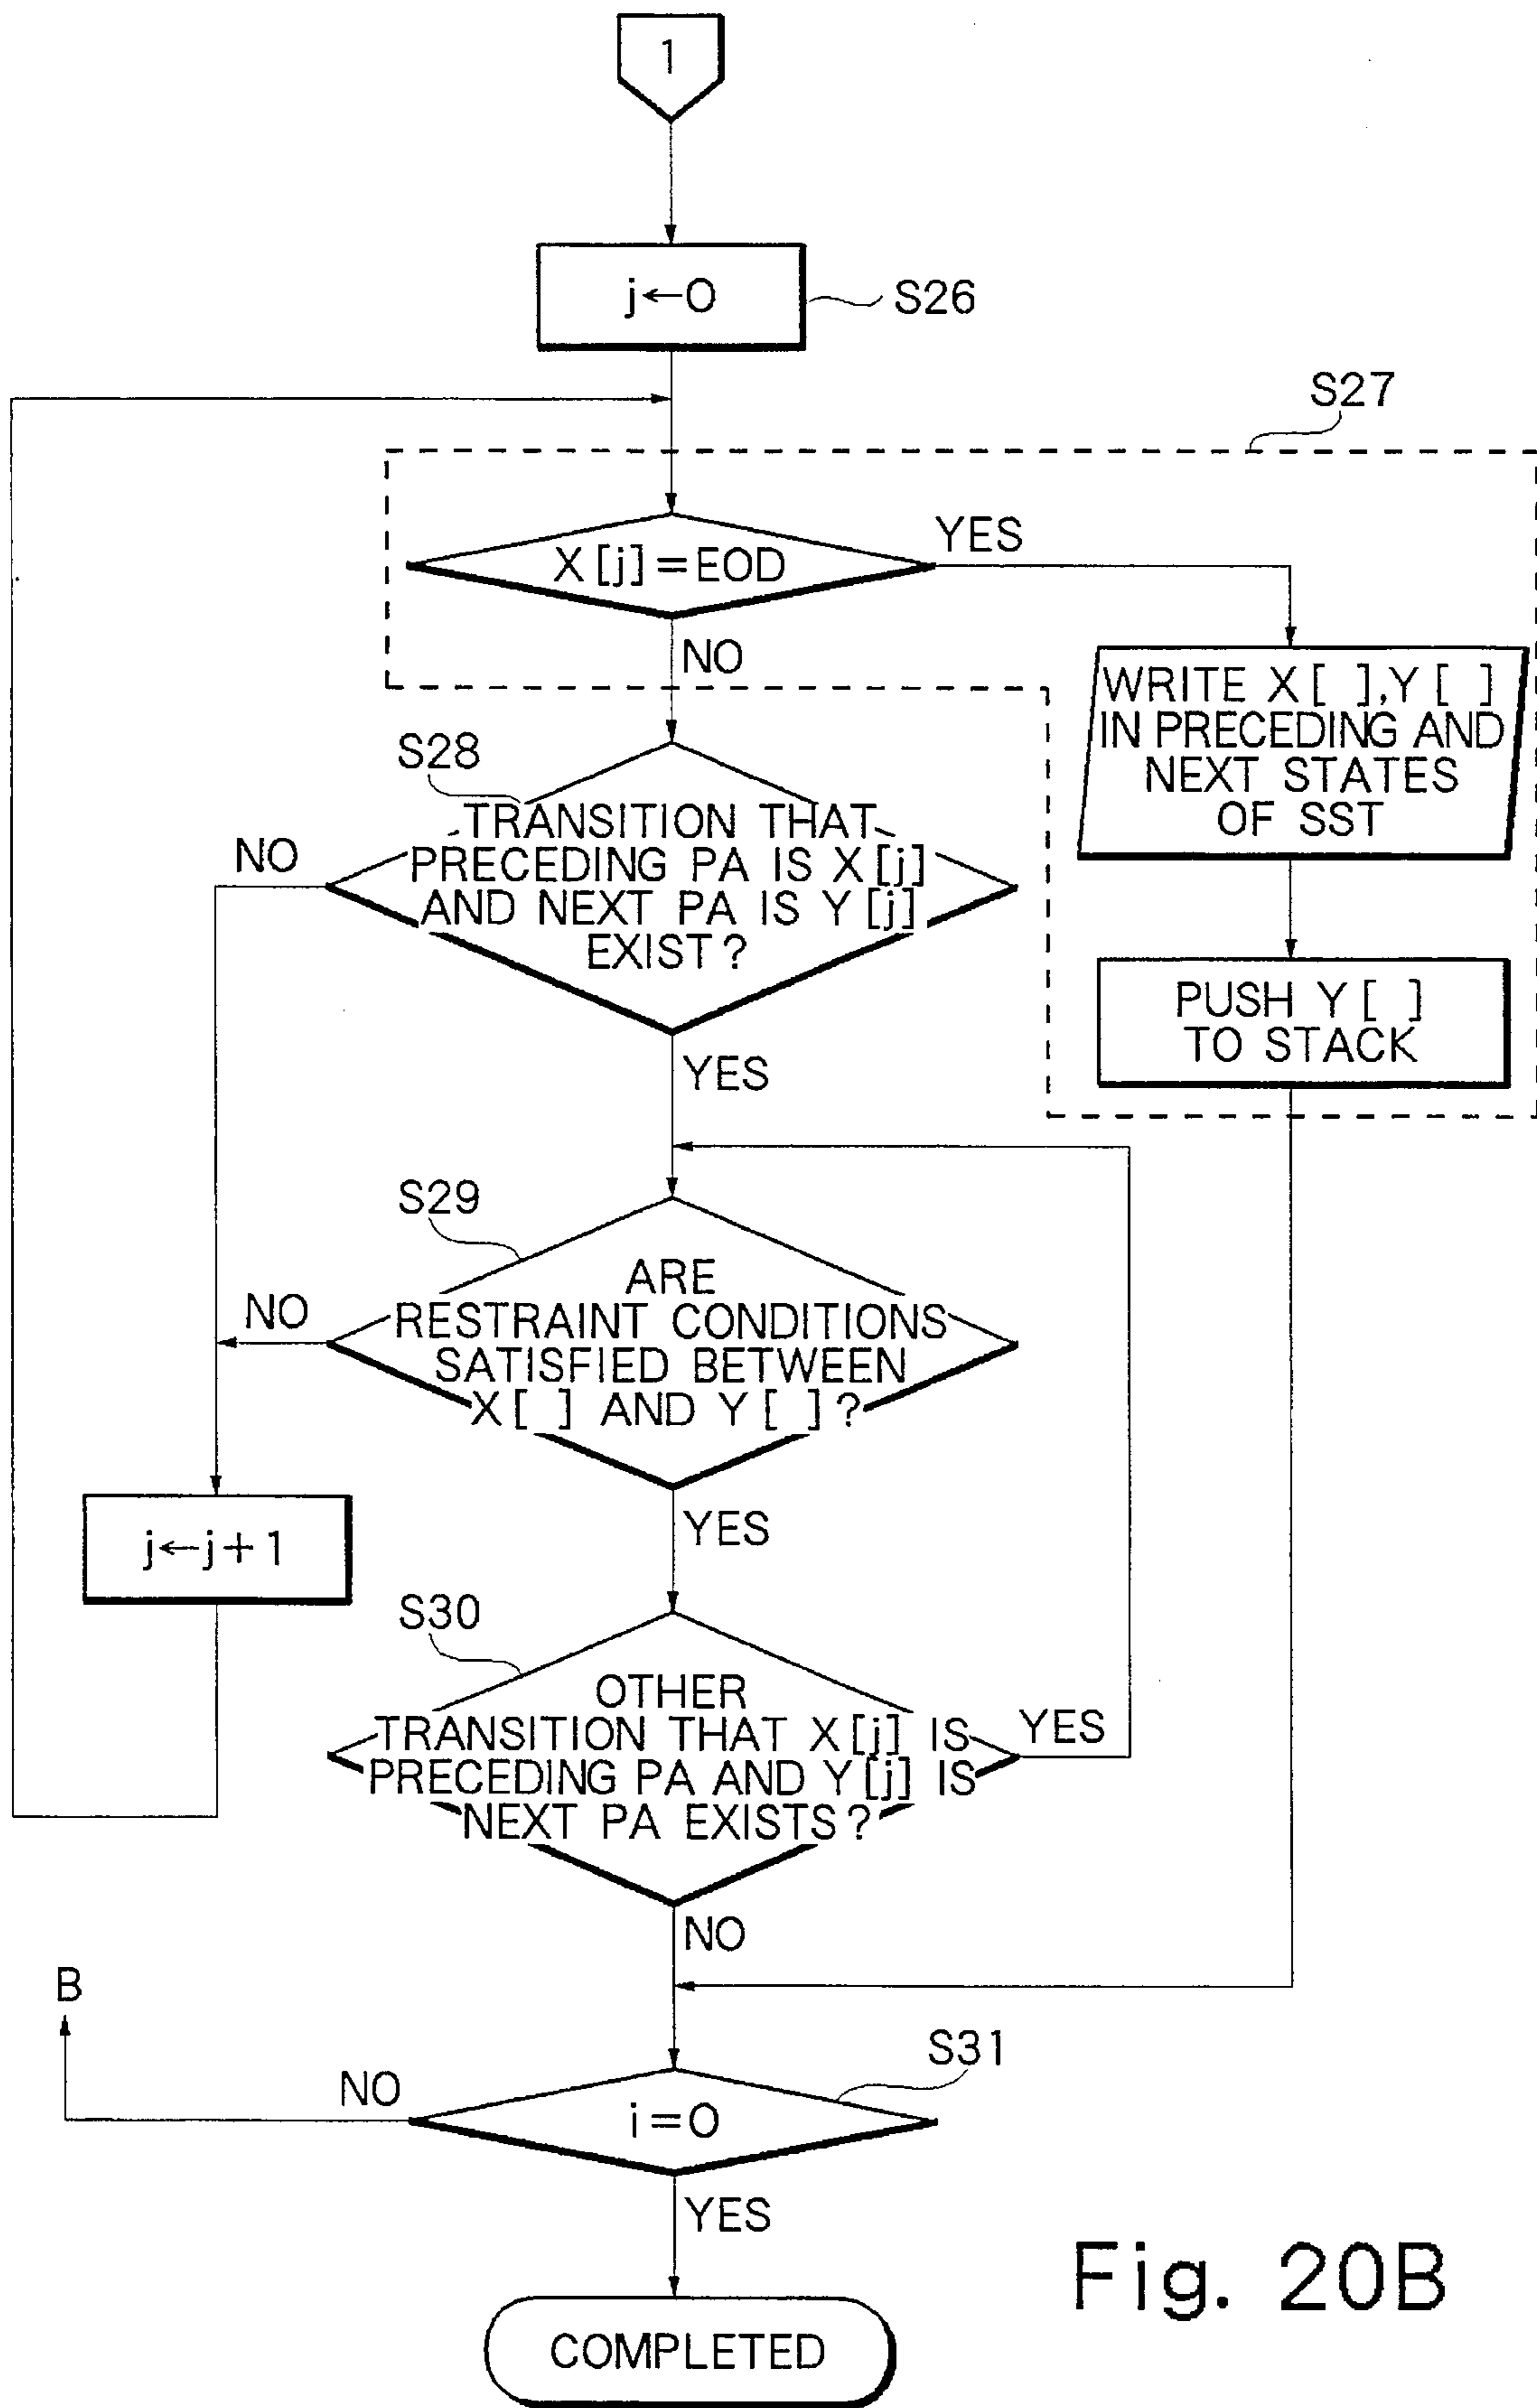 1
j←0
S26
S27
X[j]=EOD
YES
NO
WRITE X[ ],Y[ ]
IN PRECEDING AND
NEXT STATES
OF SST
PUSH Y[ ]
TO STACK
S28
TRANSITION THAT
PRECEDING PA IS X[j]
AND NEXT PA IS Y[j]
EXIST?
NO
YES
S29
ARE
RESTRAINT CONDITIONS
SATISFIED BETWEEN
X[ ] AND Y[ ]?
NO
YES
j←j+1
S30
OTHER
TRANSITION THAT X[j] IS
PRECEDING PA AND Y[j] IS
NEXT PA EXISTS?
YES
NO
B
S31
i=0
NO
YES
COMPLETED
Fig. 20B